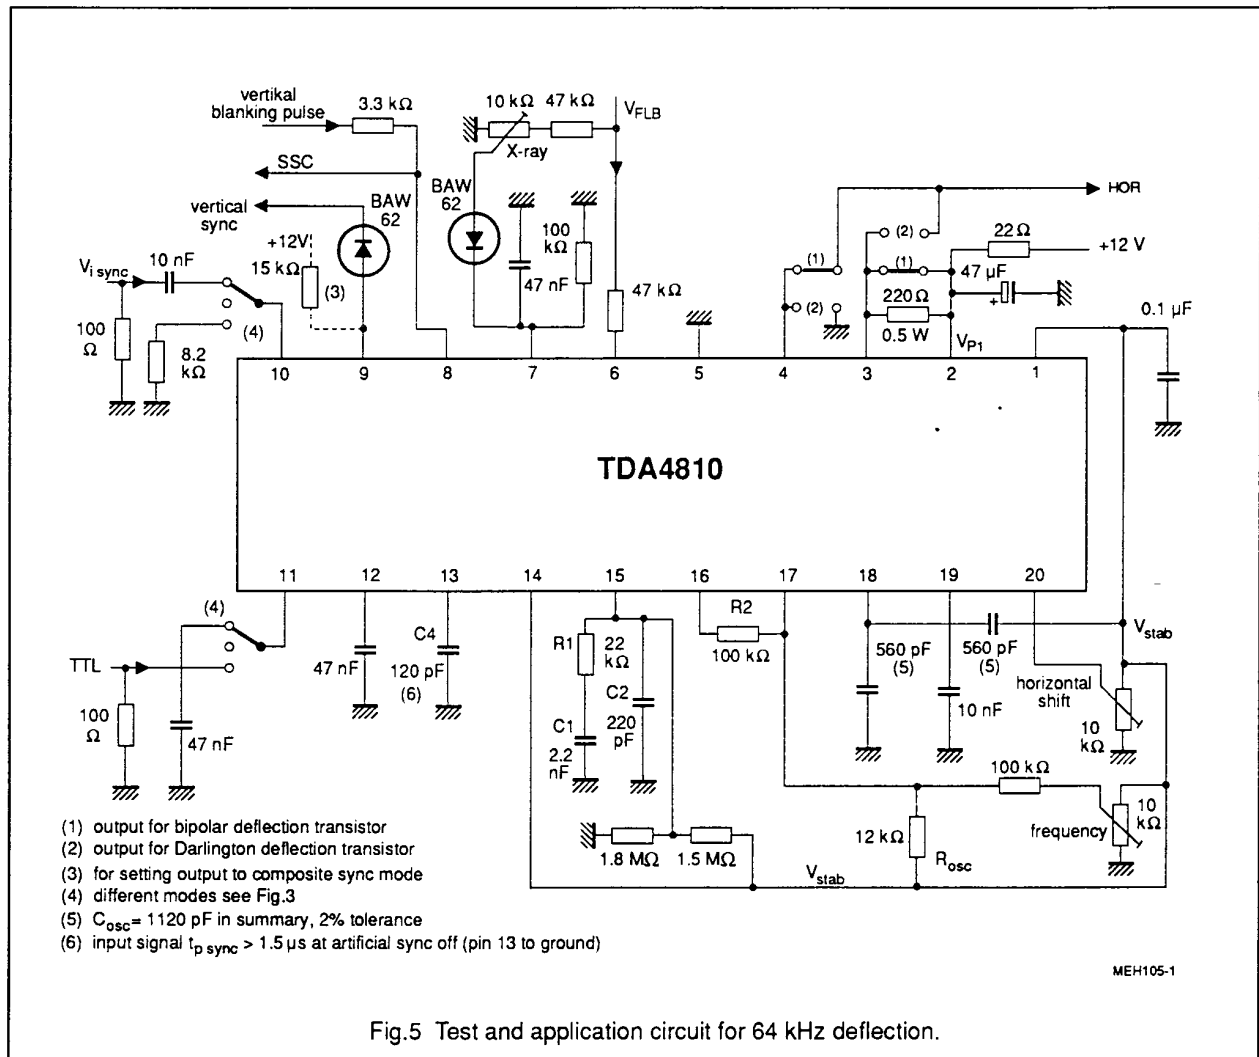 vertikal
blanking pulse
3.3 kΩ
SSC
vertical
sync
BAW
62
+12V
15 kΩ
(3)
V i sync
10 nF
100
Ω
8.2
kΩ
(4)
10 kΩ
47 kΩ
X-ray
V FLB
BAW
62
47 nF
100
kΩ
47 kΩ
HOR
(1)
(2)
(2)
(1)
22 Ω
+12 V
47 µF
+
220 Ω
0.5 W
V P1
0.1 µF
10
9
8
7
6
5
4
3
2
1
TDA4810
11
12
13
14
15
16
17
18
19
20
(4)
TTL
100
Ω
47 nF
47 nF
C4
120 pF
(6)
R1
22
kΩ
C1
2.2
nF
C2
220
pF
R2
100 kΩ
560 pF
(5)
560 pF
(5)
10 nF
V stab
horizontal
shift
10
kΩ
100 kΩ
12 kΩ
R osc
frequency
10
kΩ
1.8 MΩ
1.5 MΩ
V stab
(1) output for bipolar deflection transistor
(2) output for Darlington deflection transistor
(3) for setting output to composite sync mode
(4) different modes see Fig.3
(5) Cosc= 1120 pF in summary, 2% tolerance
(6) input signal tp sync > 1.5 µs at artificial sync off (pin 13 to ground)
MEH105-1
Fig.5 Test and application circuit for 64 kHz deflection.